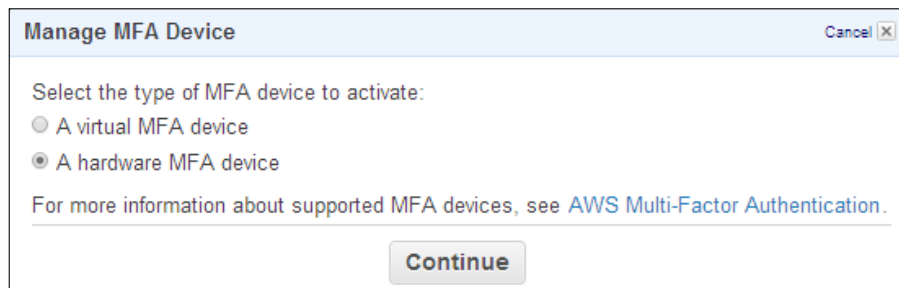 Manage MFA Device
Cancel
Select the type of MFA device to activate:
A virtual MFA device
A hardware MFA device
For more information about supported MFA devices, see AWS Multi-Factor Authentication.
Continue